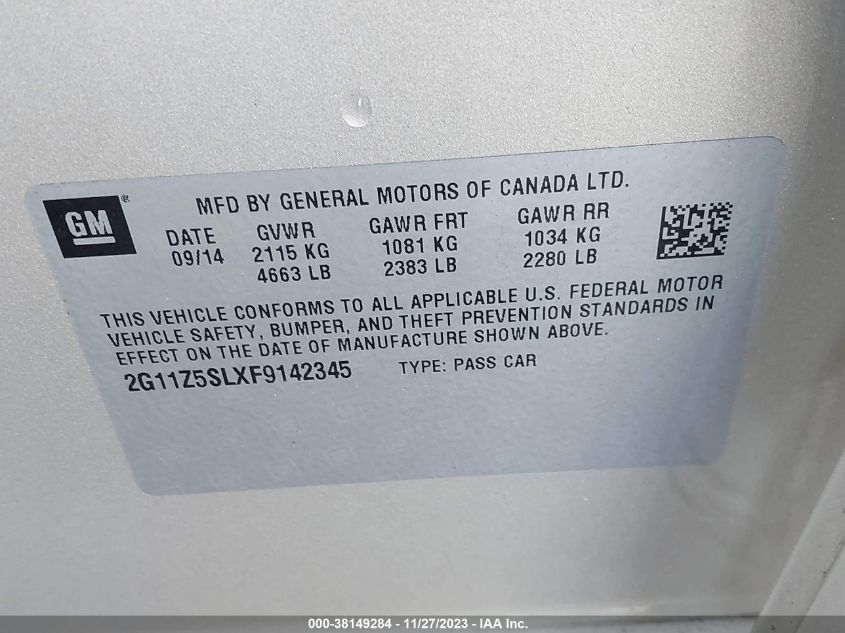 GM®
MFD BY GENERAL MOTORS OF CANADA LTD.
DATE GVWR GAWR FRT GAWR RR
09/14 2115 KG 1081 KG 1034 KG
4663 LB 2383 LB 2280 LB
THIS VEHICLE CONFORMS TO ALL APPLICABLE U.S. FEDERAL MOTOR
VEHICLE SAFETY, BUMPER, AND THEFT PREVENTION STANDARDS IN
EFFECT ON THE DATE OF MANUFACTURE SHOWN ABOVE.
2G11Z5SLXF9142345 TYPE: PASS CAR
000-38149284 - 11/27/2023 - IAA Inc.